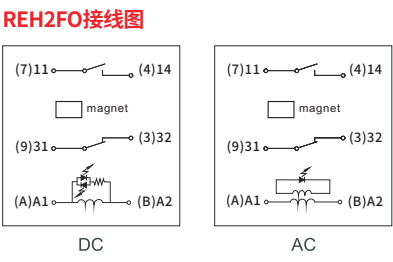 REH2FO接线图
(7)11 (4)14
magnet
(9)31 (3)32
(A)A1 (B)A2
DC
(7)11 (4)14
magnet
(9)31 (3)32
(A)A1 (B)A2
AC